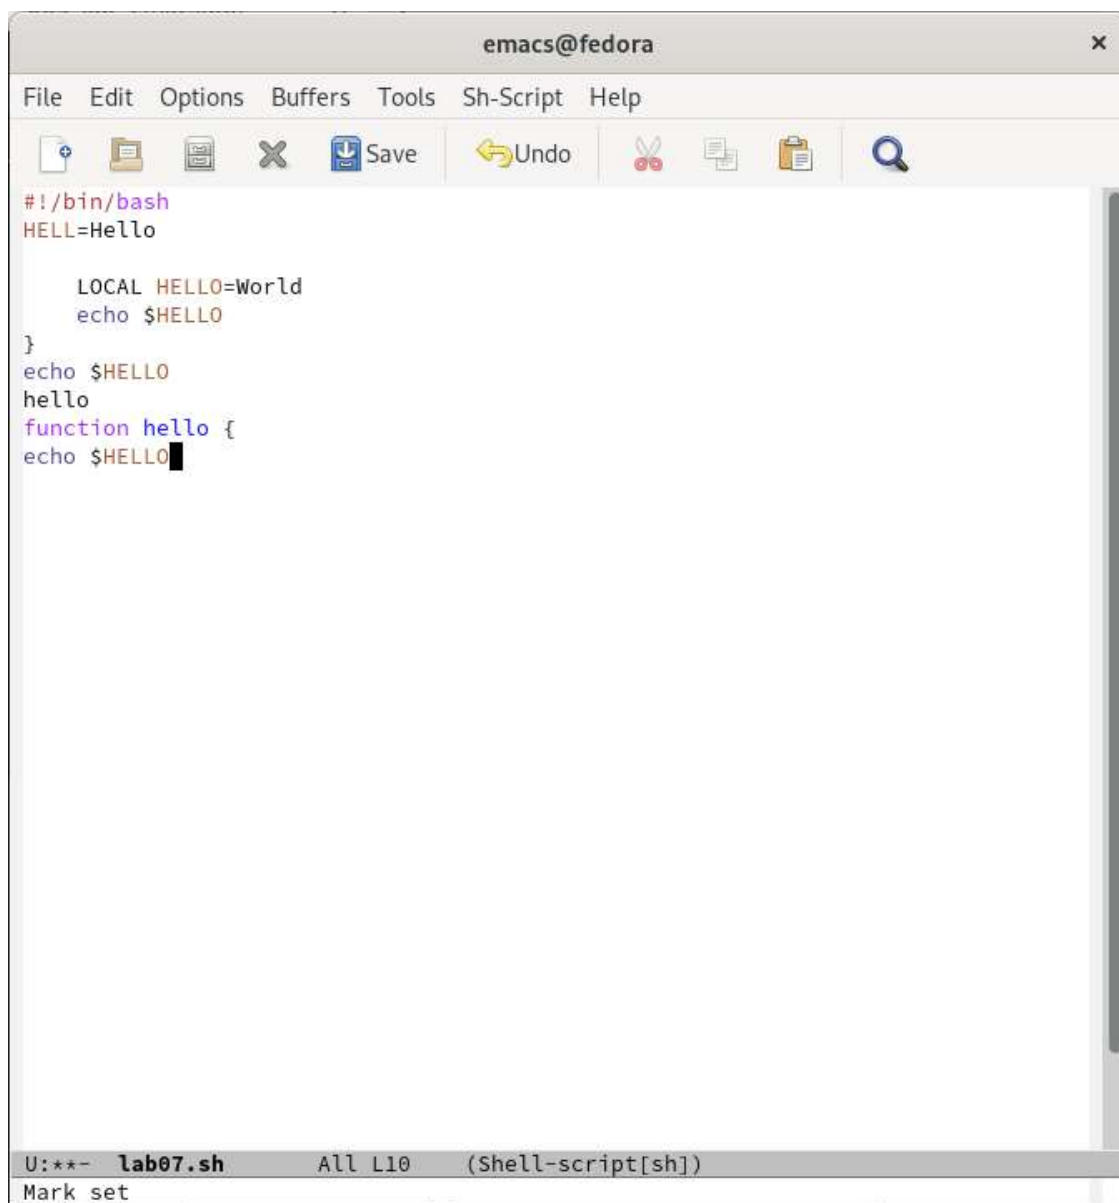 emacs@fedora ×
File Edit Options Buffers Tools Sh-Script Help
Save Undo
#!/bin/bash
HELL=Hello
LOCAL HELLO=World
echo $HELLO
}
echo $HELLO
hello
function hello {
echo $HELLO
U:**- lab07.sh All L10 (Shell-script[sh])
Mark set